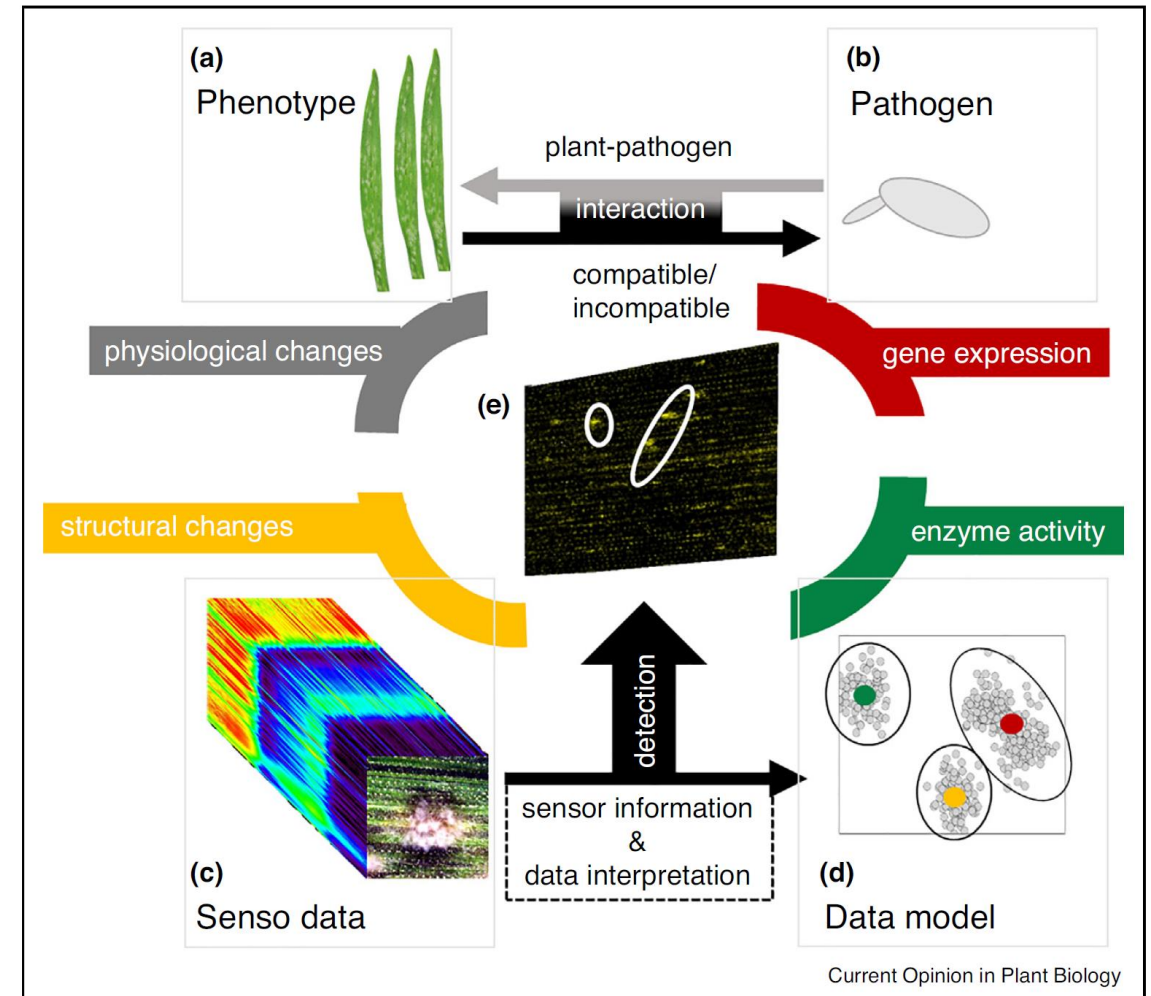 (a)
Phenotype
(b)
Pathogen
plant-pathogen
interaction
compatible/
incompatible
physiological changes
gene expression
(e)
structural changes
enzyme activity
detection
sensor information
&
data interpretation
(c)
Senso data
(d)
Data model
Current Opinion in Plant Biology